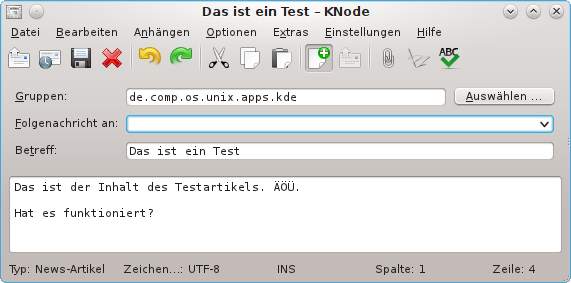 Das ist ein Test – KNode
Datei Bearbeiten Anhängen Optionen Extras Einstellungen Hilfe
ABC
Gruppen: de.comp.os.unix.apps.kde Auswählen ...
Folgenachricht an:
Betreff: Das ist ein Test
Das ist der Inhalt des Testartikels. ÄÖÜ.
Hat es funktioniert?
Typ: News-Artikel Zeichen...: UTF-8 INS Spalte: 1 Zeile: 4